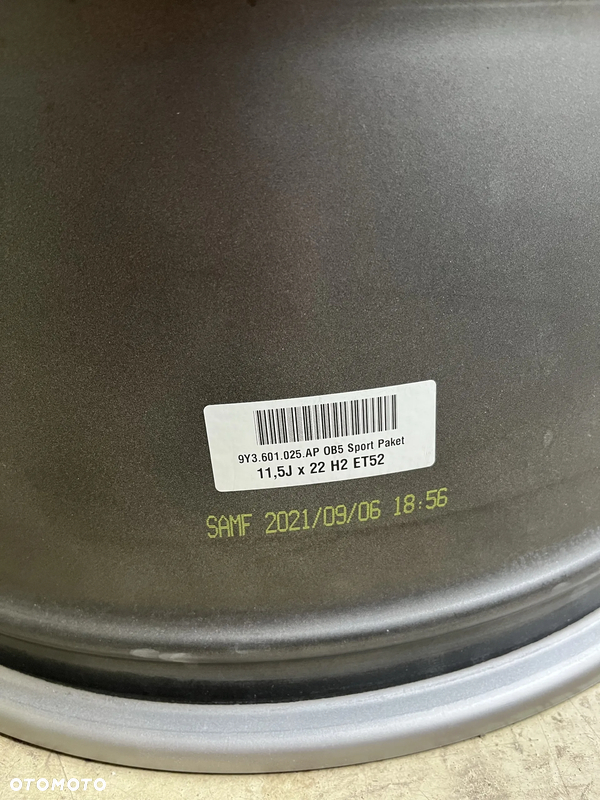 9Y3.601.025.AP OB5 Sport Paket
11,5J x 22 H2 ET52
SAMF 2021/09/06 18:56
OTOMOTO